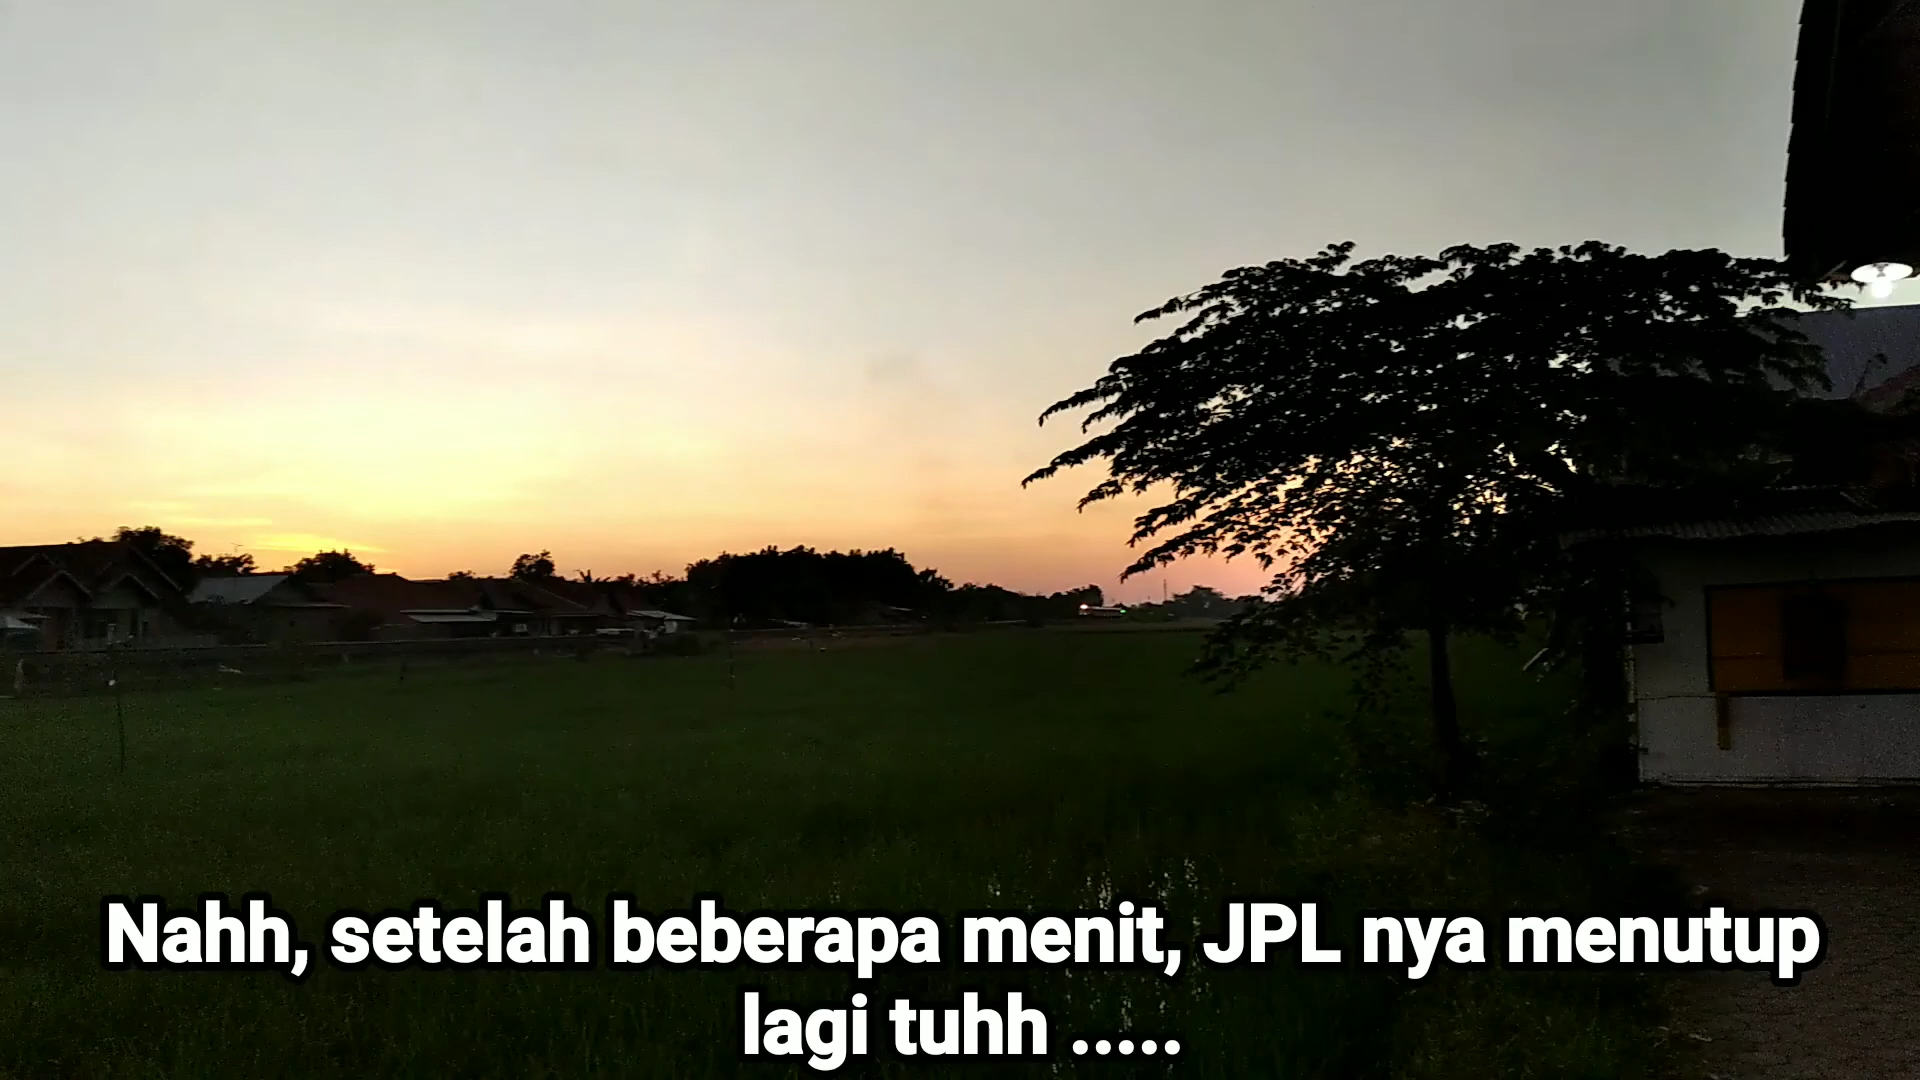 Nahh, setelah beberapa menit, JPL nya menutup
lagi tuhh .....